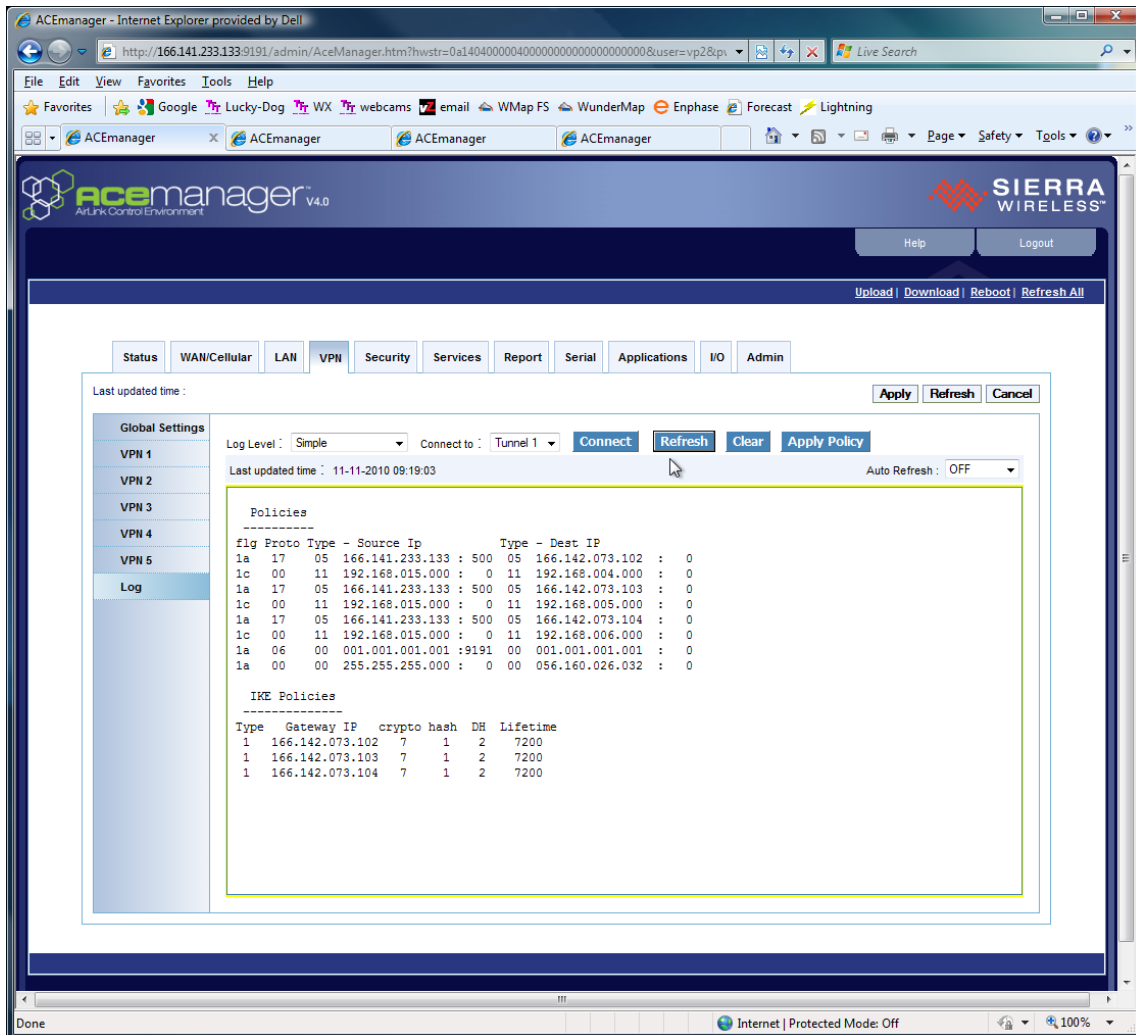 ACEmanager - Internet Explorer provided by Dell
http://166.141.233.133:9191/admin/AceManager.htm?hwstr=0a14040000400000000000000000000&user=vp2&p Live Search
File Edit View Favorites Tools Help
Favorites Google Lucky-Dog WX webcams email WMap FS WunderMap Enphase Forecast Lightning
ACEmanager ACEmanager ACEmanager ACEmanager Page Safety Tools »
acemanager™ V4.0
AirLink Control Environment
SIERRA
WIRELESS™
Help Logout
Upload | Download | Reboot | Refresh All
Status WAN/Cellular LAN VPN Security Services Report Serial Applications I/O Admin
Last updated time : Apply Refresh Cancel
Global Settings
VPN 1
VPN 2
VPN 3
VPN 4
VPN 5
Log
Log Level : Simple Connect to : Tunnel 1 Connect Refresh Clear Apply Policy
Last updated time : 11-11-2010 09:19:03 Auto Refresh : OFF
Policies
----------
flg Proto Type - Source Ip Type - Dest IP
1a 17 05 166.141.233.133 : 500 05 166.142.073.102 : 0
1c 00 11 192.168.015.000 : 0 11 192.168.004.000 : 0
1a 17 05 166.141.233.133 : 500 05 166.142.073.103 : 0
1c 00 11 192.168.015.000 : 0 11 192.168.005.000 : 0
1a 17 05 166.141.233.133 : 500 05 166.142.073.104 : 0
1c 00 11 192.168.015.000 : 0 11 192.168.006.000 : 0
1a 06 00 001.001.001.001 :9191 00 001.001.001.001 : 0
1a 00 00 255.255.255.000 : 0 00 056.160.026.032 : 0
IKE Policies
--------------
Type Gateway IP crypto hash DH Lifetime
1 166.142.073.102 7 1 2 7200
1 166.142.073.103 7 1 2 7200
1 166.142.073.104 7 1 2 7200
Done Internet | Protected Mode: Off 100%